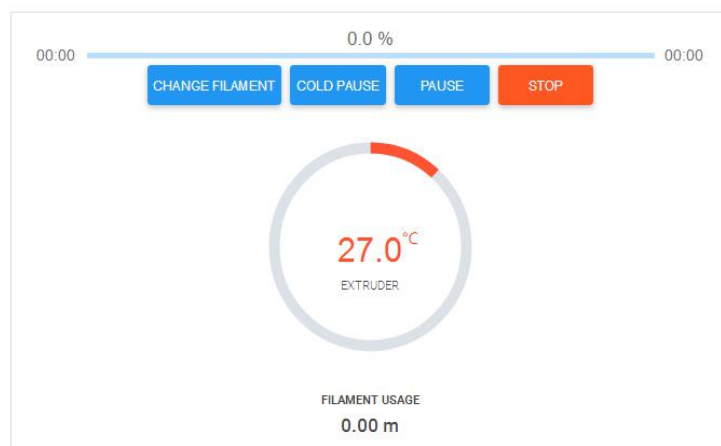 0.0 %
00:00 00:00
CHANGE FILAMENT COLD PAUSE PAUSE STOP
27.0°C
EXTRUDER
FILAMENT USAGE
0.00 m